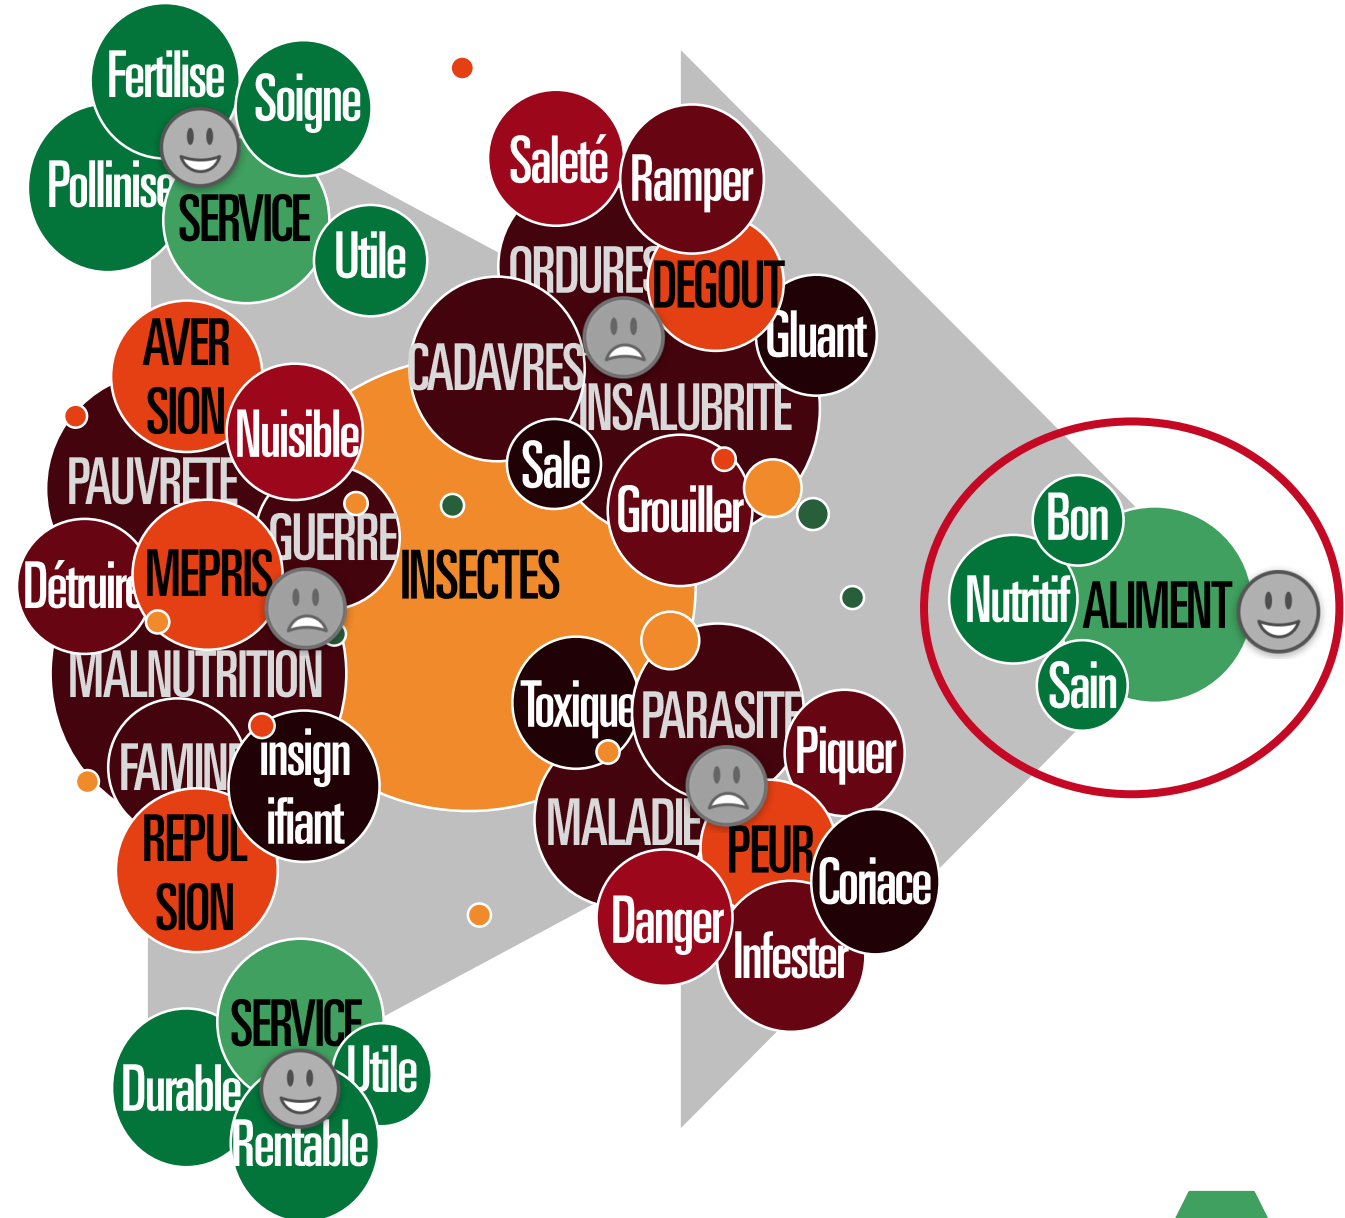 Fertilise
Soigne
Pollinise
SERVICE
Utile
Saleté
Ramper
ORDURES
DEGOUT
Gluant
CADAVRES
INSALUBRITE
Sale
Grouiller
AVER
SION
Nuisible
PAUVRETE
GUERRE
Détruire
MEPRIS
MALNUTRITION
FAMINE
insign
ifiant
REPUL
SION
INSECTES
Toxique
PARASITE
Piquer
MALADIE
PEUR
Coriace
Danger
Infester
Bon
Nutritif
ALIMENT
Sain
SERVICE
Durable
Utile
Rentable